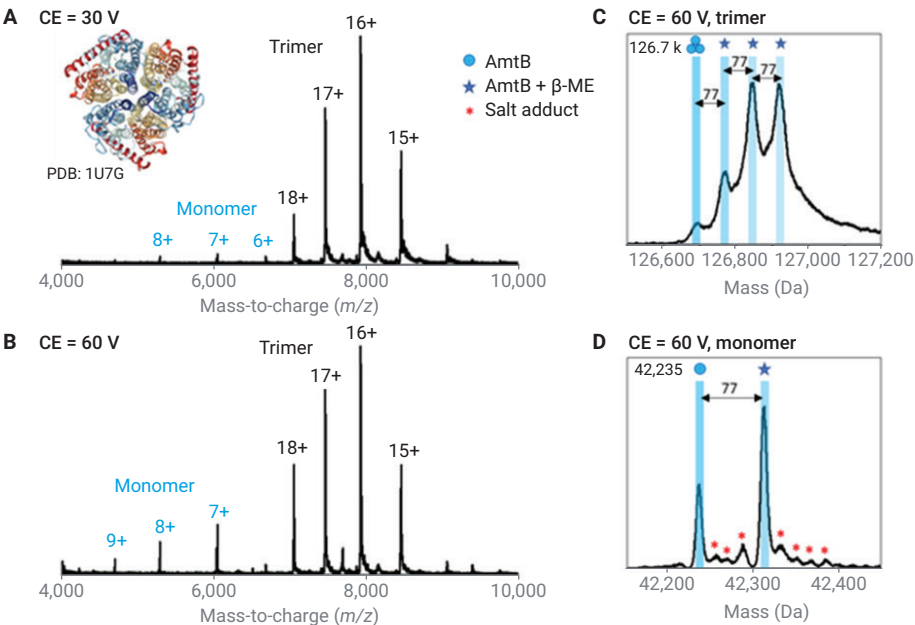 A CE = 30 V
16+
Trimer
17+
15+
18+
PDB: 1U7G
Monomer
8+ 7+ 6+
4,000 6,000 8,000 10,000
Mass-to-charge (m/z)
AmtB
AmtB + β-ME
Salt adduct
B CE = 60 V
16+
Trimer
17+
18+
15+
Monomer
9+ 8+ 7+
4,000 6,000 8,000 10,000
Mass-to-charge (m/z)
C CE = 60 V, trimer
126.7 k
77 77
77
126,600 126,800 127,000 127,200
Mass (Da)
D CE = 60 V, monomer
42,235
77
42,200 42,300 42,400
Mass (Da)